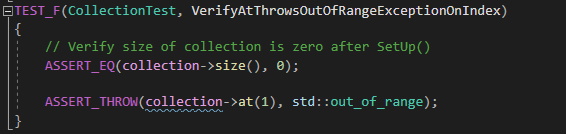 TEST_F(CollectionTest, VerifyAtThrowsOutOfRangeExceptionOnIndex)
{
// Verify size of collection is zero after SetUp()
ASSERT_EQ(collection->size(), 0);
ASSERT_THROW(collection->at(1), std::out_of_range);
}